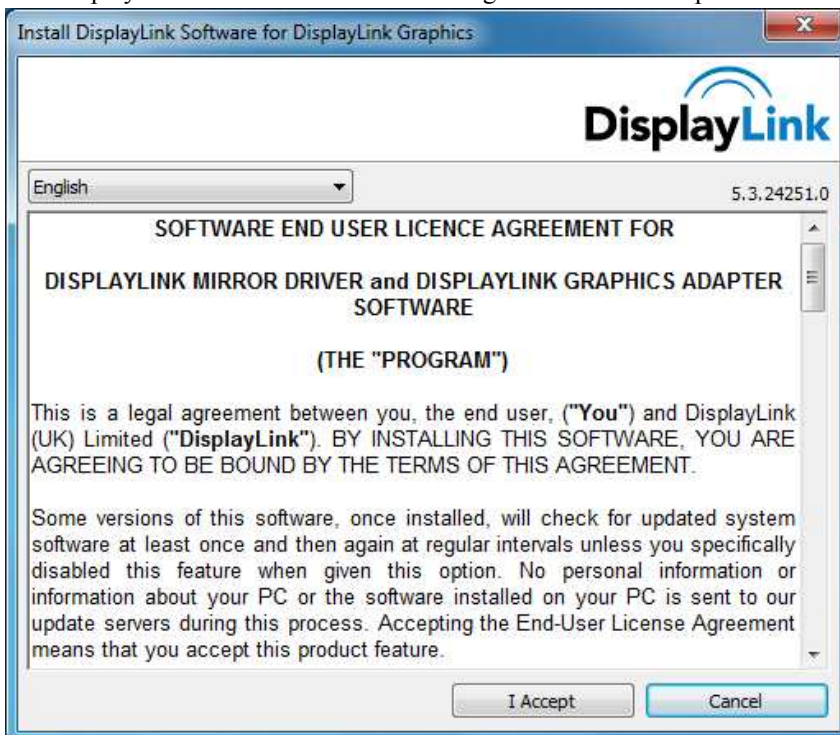 Install DisplayLink Software for DisplayLink Graphics
DisplayLink
English
5.3.24251.0
SOFTWARE END USER LICENCE AGREEMENT FOR
DISPLAYLINK MIRROR DRIVER and DISPLAYLINK GRAPHICS ADAPTER
SOFTWARE
(THE "PROGRAM")
This is a legal agreement between you, the end user, ("You") and DisplayLink
(UK) Limited ("DisplayLink"). BY INSTALLING THIS SOFTWARE, YOU ARE
AGREEING TO BE BOUND BY THE TERMS OF THIS AGREEMENT.
Some versions of this software, once installed, will check for updated system
software at least once and then again at regular intervals unless you specifically
disabled this feature when given this option. No personal information or
information about your PC or the software installed on your PC is sent to our
update servers during this process. Accepting the End-User License Agreement
means that you accept this product feature.
I Accept
Cancel